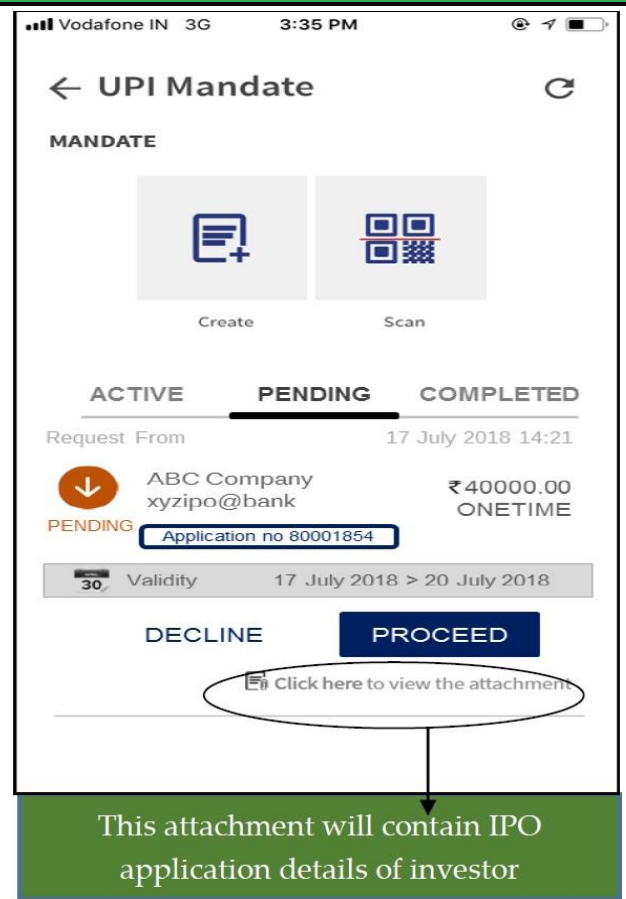 Vodafone IN 3G 3:35 PM
← UPI Mandate
MANDATE
Create Scan
ACTIVE PENDING COMPLETED
Request From 17 July 2018 14:21
ABC Company ₹40000.00
xyzipo@bank ONETIME
PENDING
Application no 80001854
30 Validity 17 July 2018 > 20 July 2018
DECLINE PROCEED
Click here to view the attachment
This attachment will contain IPO
application details of investor